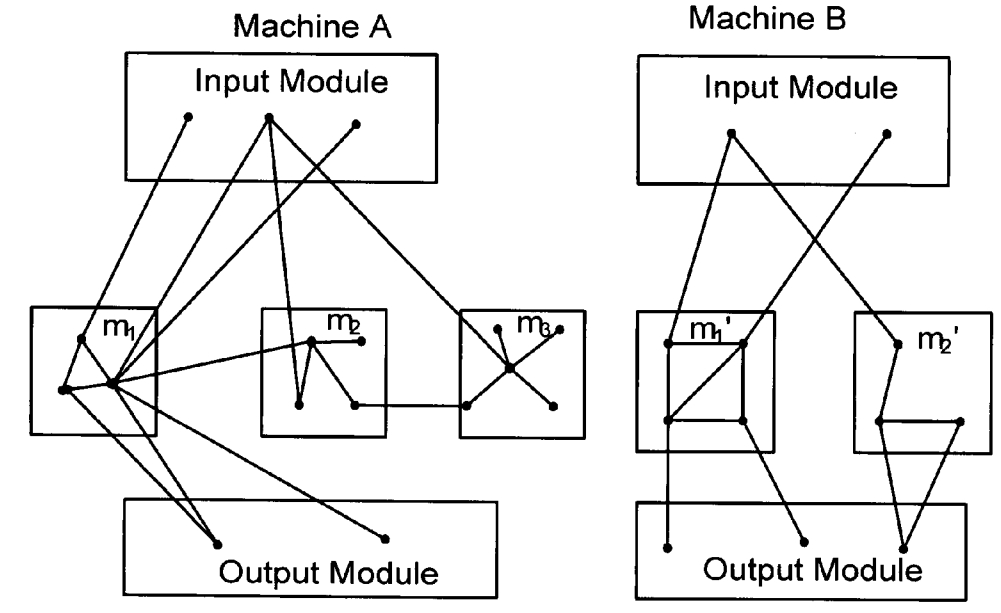 Machine A
Machine B
Input Module
Input Module
m₁
m₂
m₃
m₁'
m₂'
Output Module
Output Module